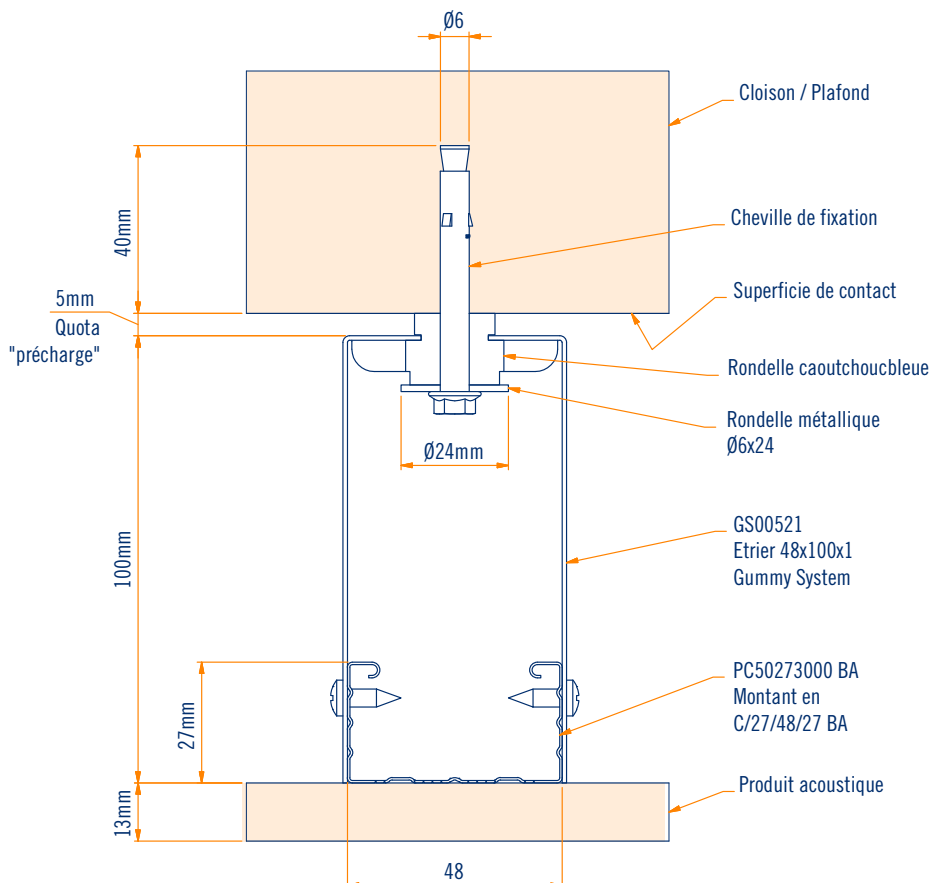 Ø6
Cloison / Plafond
40mm
Cheville de fixation
5mm
Quota
"précharge"
Superficie de contact
Rondelle caoutchoucbleue
Rondelle métallique
Ø6x24
Ø24mm
100mm
GS00521
Etrier 48x100x1
Gummy System
27mm
PC50273000 BA
Montant en
C/27/48/27 BA
Produit acoustique
13mm
48